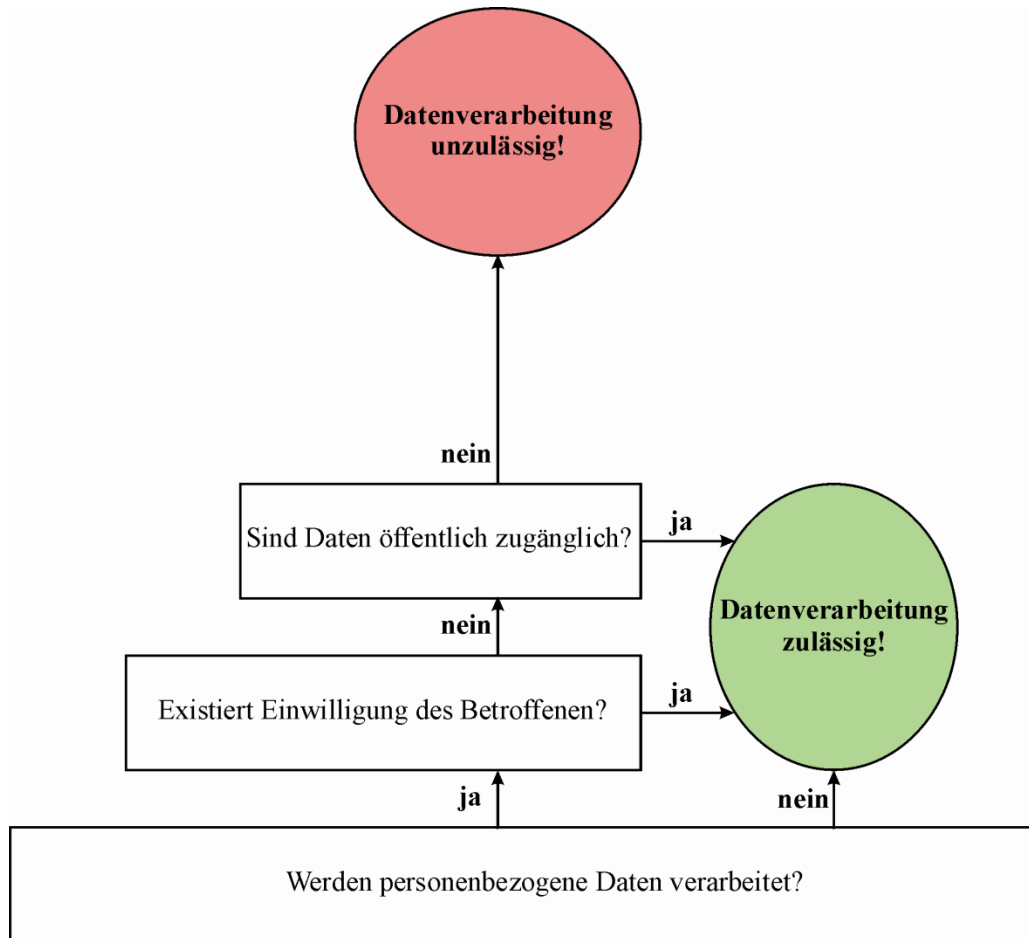 Datenverarbeitung
unzulässig!
nein
Sind Daten öffentlich zugänglich?
ja
Datenverarbeitung
zulässig!
nein
Existiert Einwilligung des Betroffenen?
ja
ja
nein
Werden personenbezogene Daten verarbeitet?